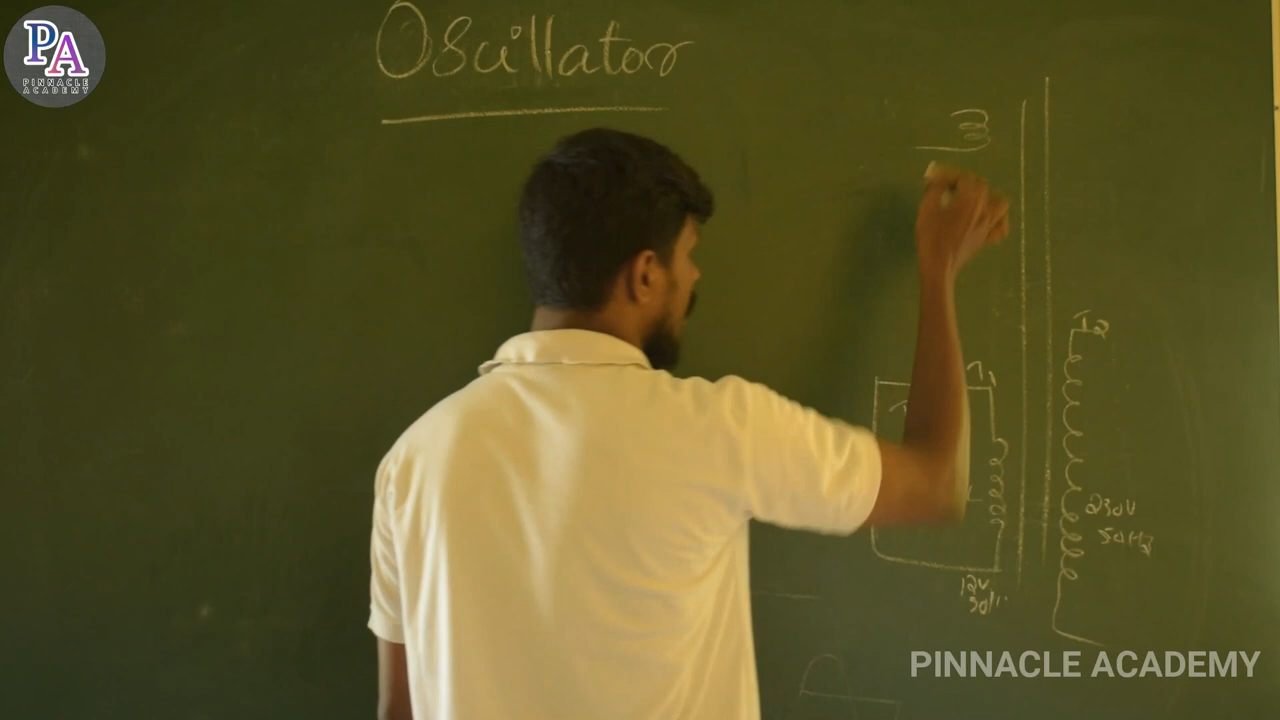 PA
PINNACLE
ACADEMY
Oscillator
230V
50Hz
12V
PINNACLE ACADEMY